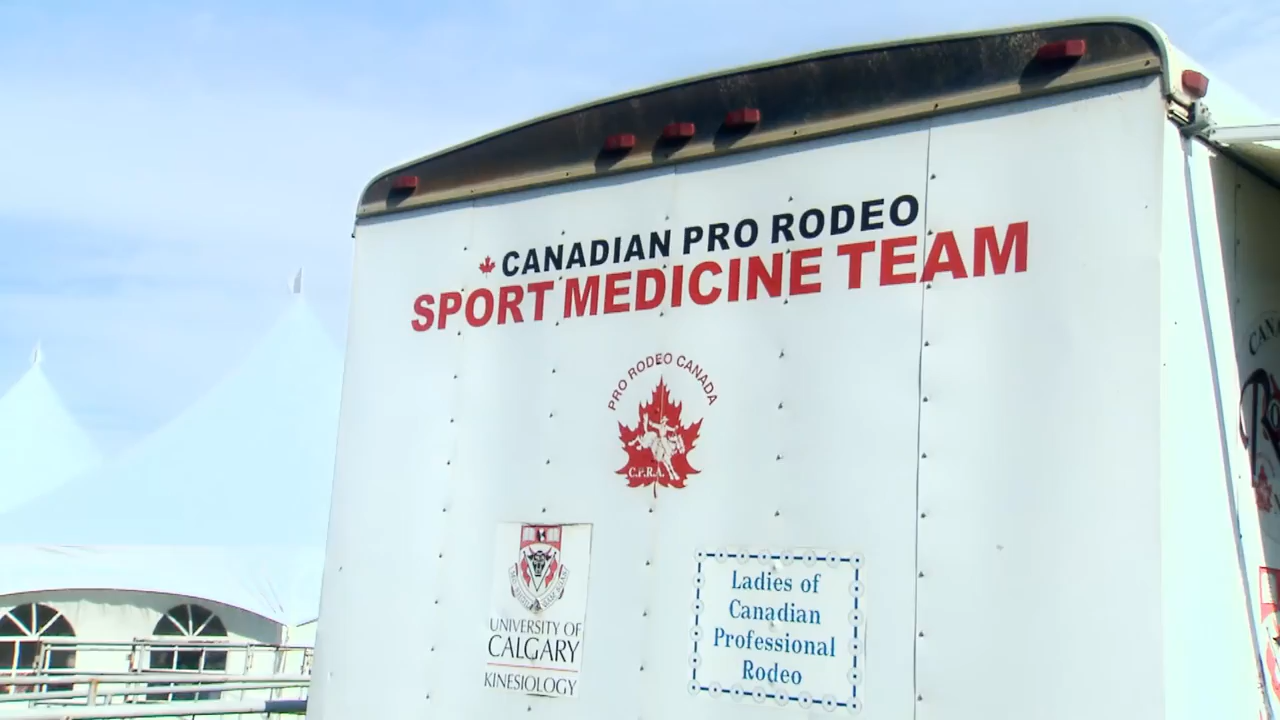 CANADIAN PRO RODEO
SPORT MEDICINE TEAM
PRO RODEO CANADA
C.P.R.A.
UNIVERSITY OF
CALGARY
KINESIOLOGY
Ladies of
Canadian
Professional
Rodeo